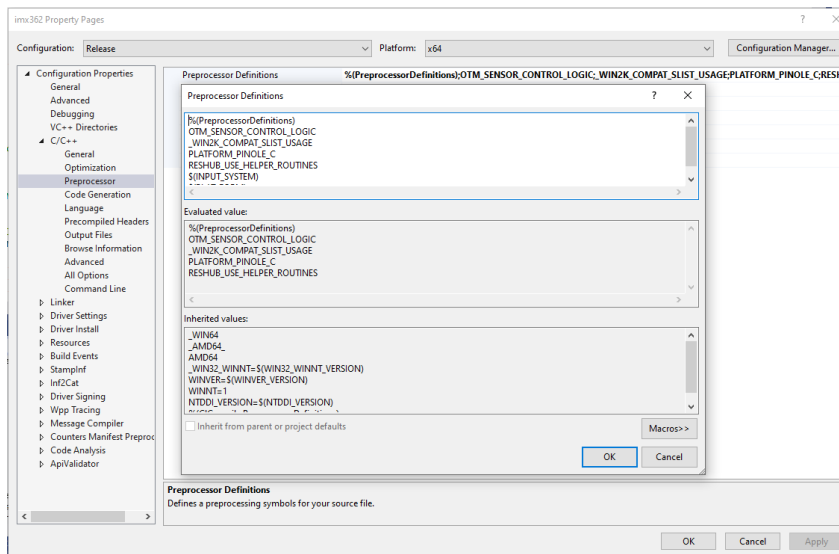 imx362 Property Pages
?
Configuration: Release Platform: x64 Configuration Manager...
Configuration Properties
General
Advanced
Debugging
VC++ Directories
C/C++
General
Optimization
Preprocessor
Code Generation
Language
Precompiled Headers
Output Files
Browse Information
Advanced
All Options
Command Line
Linker
Driver Settings
Driver Install
Resources
Build Events
StampInf
Inf2Cat
Driver Signing
Wpp Tracing
Message Compiler
Counters Manifest Preproc
Code Analysis
ApiValidator
Preprocessor Definitions %(PreprocessorDefinitions);OTM_SENSOR_CONTROL_LOGIC;_WIN2K_COMPAT_SLIST_USAGE;PLATFORM_PINOLE_C;RESH
Preprocessor Definitions
?
%(PreprocessorDefinitions)
OTM_SENSOR_CONTROL_LOGIC
_WIN2K_COMPAT_SLIST_USAGE
PLATFORM_PINOLE_C
RESHUB_USE_HELPER_ROUTINES
$(INPUT_SYSTEM)
Evaluated value:
%(PreprocessorDefinitions)
OTM_SENSOR_CONTROL_LOGIC
_WIN2K_COMPAT_SLIST_USAGE
PLATFORM_PINOLE_C
RESHUB_USE_HELPER_ROUTINES
Inherited values:
_WIN64
_AMD64_
AMD64
_WIN32_WINNT=$(WIN32_WINNT_VERSION)
WINVER=$(WINVER_VERSION)
WINNT=1
NTDDI_VERSION=$(NTDDI_VERSION)
Inherit from parent or project defaults
Macros>>
OK Cancel
Preprocessor Definitions
Defines a preprocessing symbols for your source file.
OK Cancel Apply